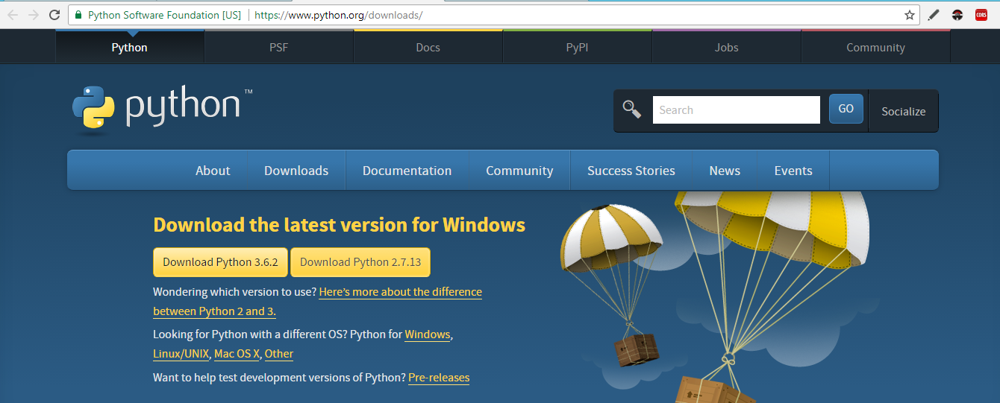 Python Software Foundation [US] https://www.python.org/downloads/
CORS
Python PSF Docs PyPI Jobs Community
python™
Search GO Socialize
About Downloads Documentation Community Success Stories News Events
Download the latest version for Windows
Download Python 3.6.2 Download Python 2.7.13
Wondering which version to use? Here's more about the difference
between Python 2 and 3.
Looking for Python with a different OS? Python for Windows,
Linux/UNIX, Mac OS X, Other
Want to help test development versions of Python? Pre-releases